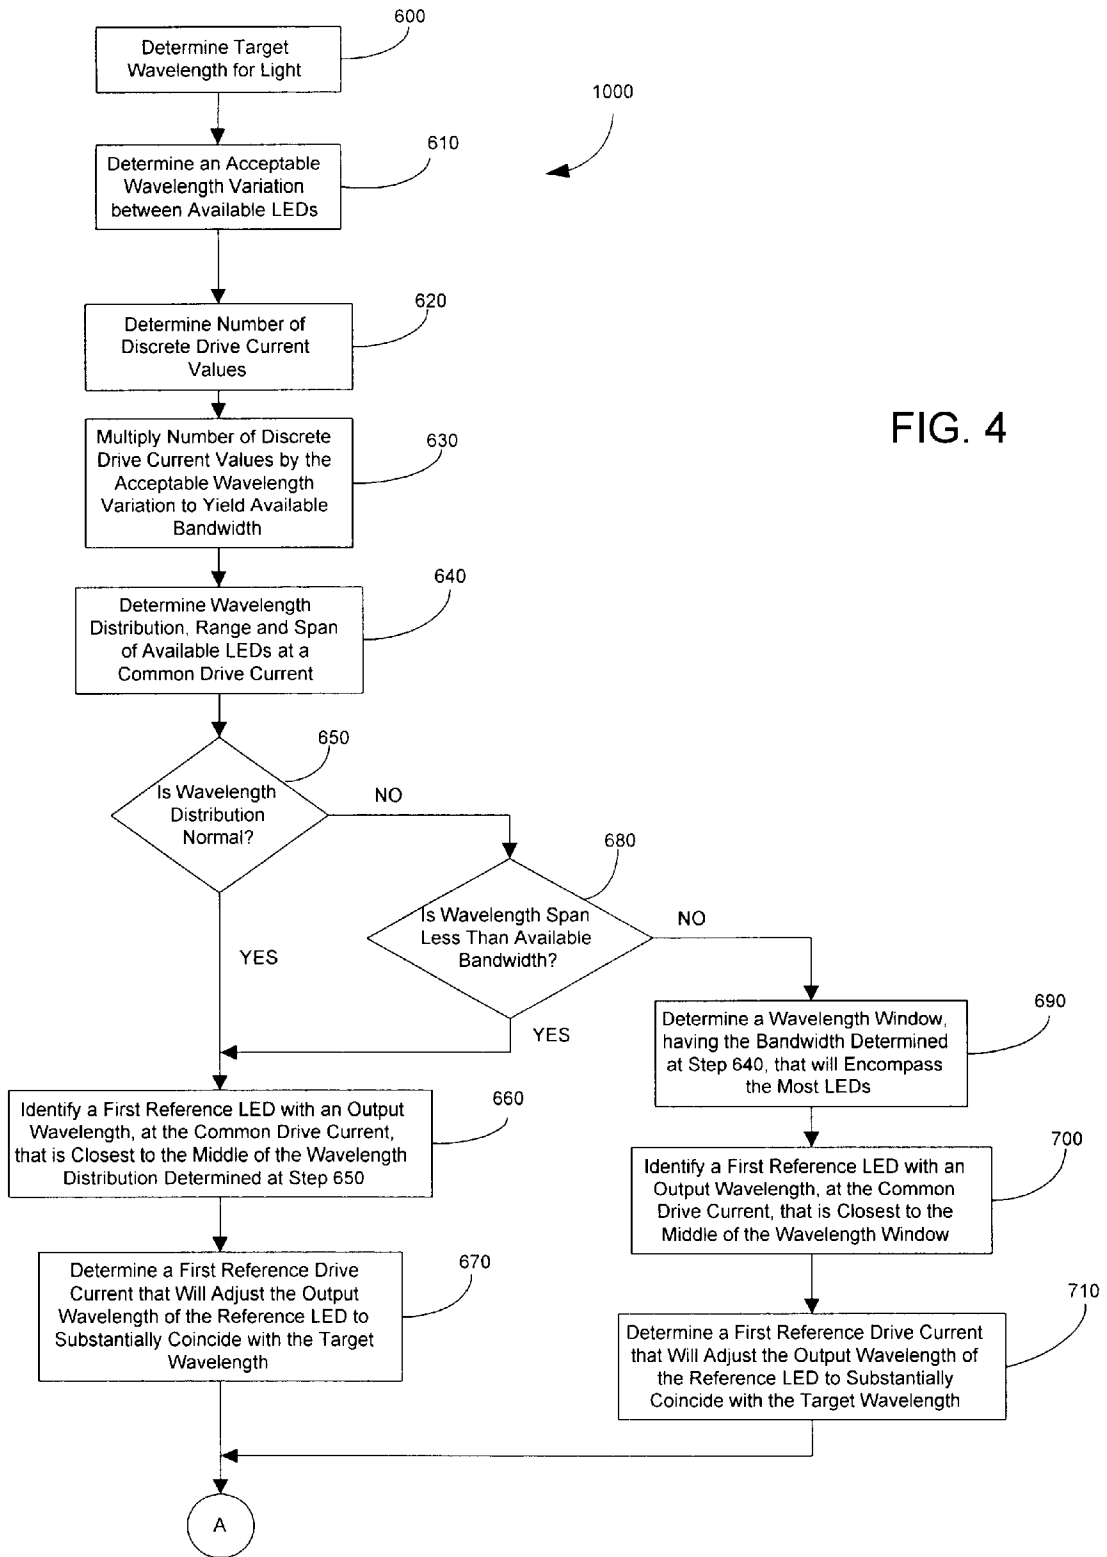 600
Determine Target
Wavelength for Light
1000
610
Determine an Acceptable
Wavelength Variation
between Available LEDs
620
Determine Number of
Discrete Drive Current
Values
FIG. 4
630
Multiply Number of Discrete
Drive Current Values by the
Acceptable Wavelength
Variation to Yield Available
Bandwidth
640
Determine Wavelength
Distribution, Range and Span
of Available LEDs at a
Common Drive Current
650
Is Wavelength
Distribution
Normal?
NO
YES
680
Is Wavelength Span
Less Than Available
Bandwidth?
NO
YES
690
Determine a Wavelength Window,
having the Bandwidth Determined
at Step 640, that will Encompass
the Most LEDs
660
Identify a First Reference LED with an Output
Wavelength, at the Common Drive Current,
that is Closest to the Middle of the Wavelength
Distribution Determined at Step 650
700
Identify a First Reference LED with an
Output Wavelength, at the Common
Drive Current, that is Closest to the
Middle of the Wavelength Window
670
Determine a First Reference Drive
Current that Will Adjust the Output
Wavelength of the Reference LED to
Substantially Coincide with the Target
Wavelength
710
Determine a First Reference Drive Current
that Will Adjust the Output Wavelength of
the Reference LED to Substantially
Coincide with the Target Wavelength
A